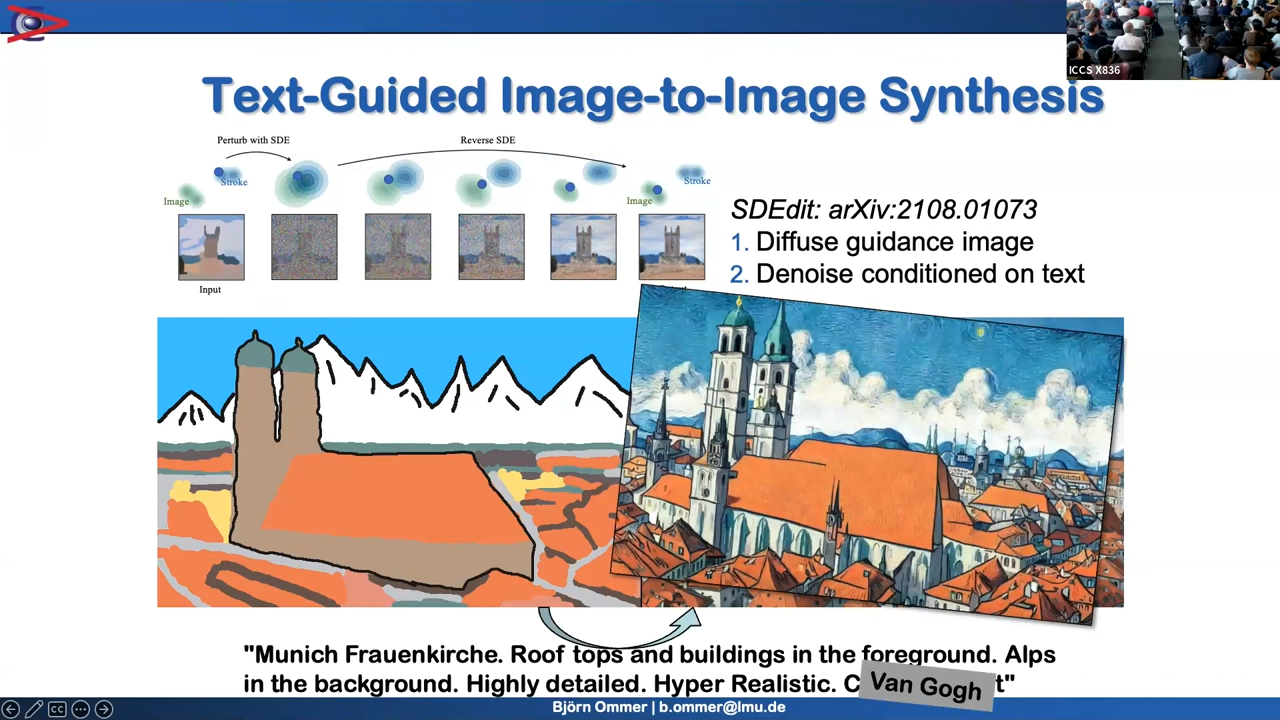 ICCS X836
Text-Guided Image-to-Image Synthesis
Perturb with SDE
Reverse SDE
Stroke
Stroke
Image
Image
Input
SDEdit: arXiv:2108.01073
1. Diffuse guidance image
2. Denoise conditioned on text
"Munich Frauenkirche. Roof tops and buildings in the foreground. Alps
in the background. Highly detailed. Hyper Realistic. C
Van Gogh
t"
Björn Ommer | b.ommer@lmu.de
CC